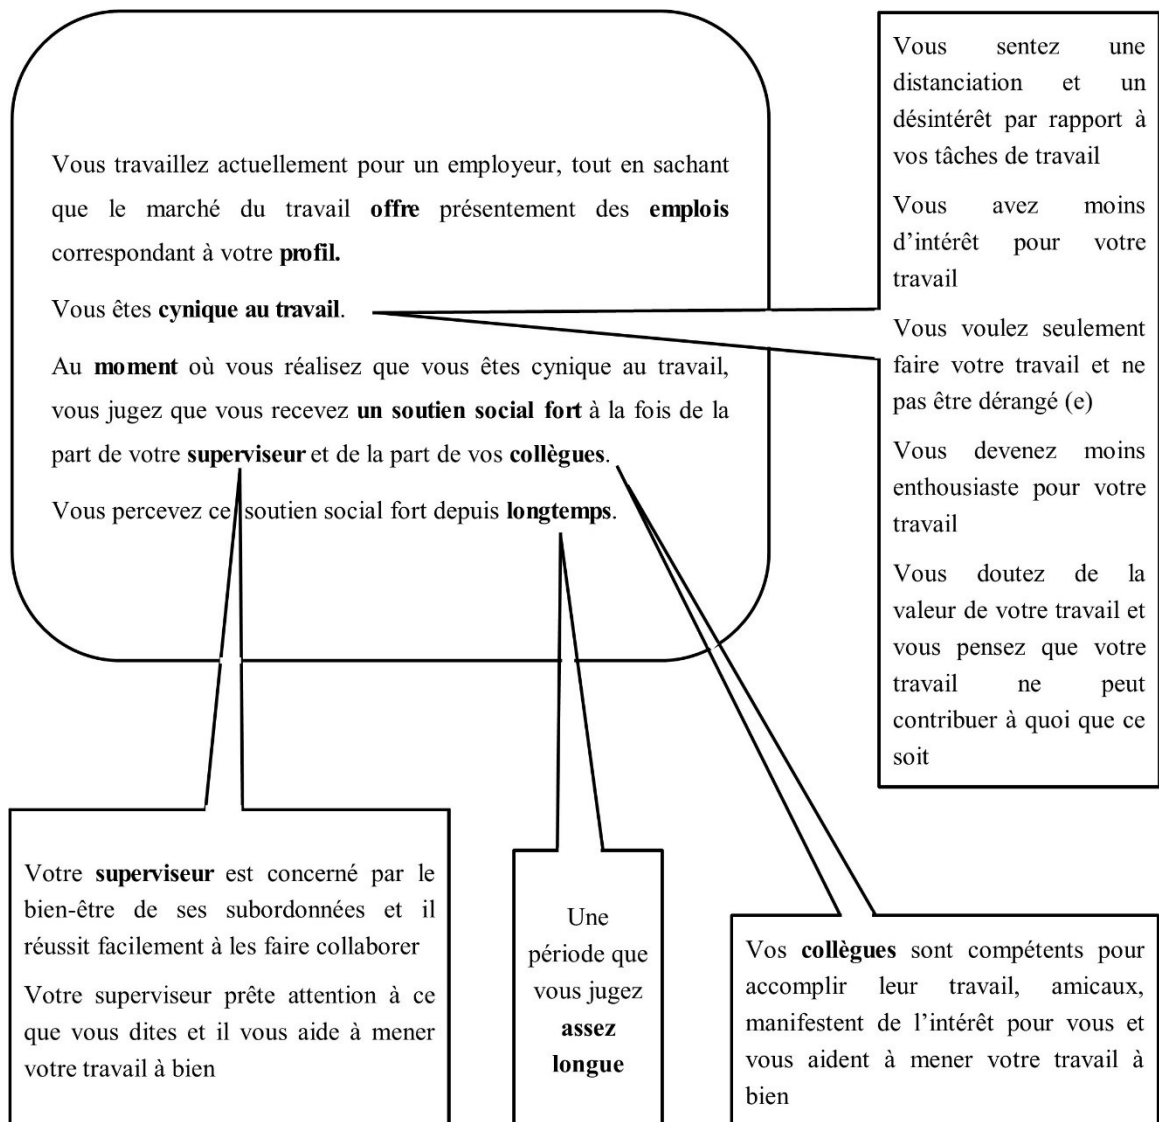 Vous travaillez actuellement pour un employeur, tout en sachant
que le marché du travail offre présentement des emplois
correspondant à votre profil.
Vous êtes cynique au travail.
Au moment où vous réalisez que vous êtes cynique au travail,
vous jugez que vous recevez un soutien social fort à la fois de la
part de votre superviseur et de la part de vos collègues.
Vous percevez ce soutien social fort depuis longtemps.
Vous sentez une
distanciation et un
désintérêt par rapport à
vos tâches de travail
Vous avez moins
d'intérêt pour votre
travail
Vous voulez seulement
faire votre travail et ne
pas être dérangé (e)
Vous devenez moins
enthousiaste pour votre
travail
Vous doutez de la
valeur de votre travail et
vous pensez que votre
travail ne peut
contribuer à quoi que ce
soit
Votre superviseur est concerné par le
bien-être de ses subordonnées et il
réussit facilement à les faire collaborer
Votre superviseur prête attention à ce
que vous dites et il vous aide à mener
votre travail à bien
Une
période que
vous jugez
assez
longue
Vos collègues sont compétents pour
accomplir leur travail, amicaux,
manifestent de l'intérêt pour vous et
vous aident à mener votre travail à
bien